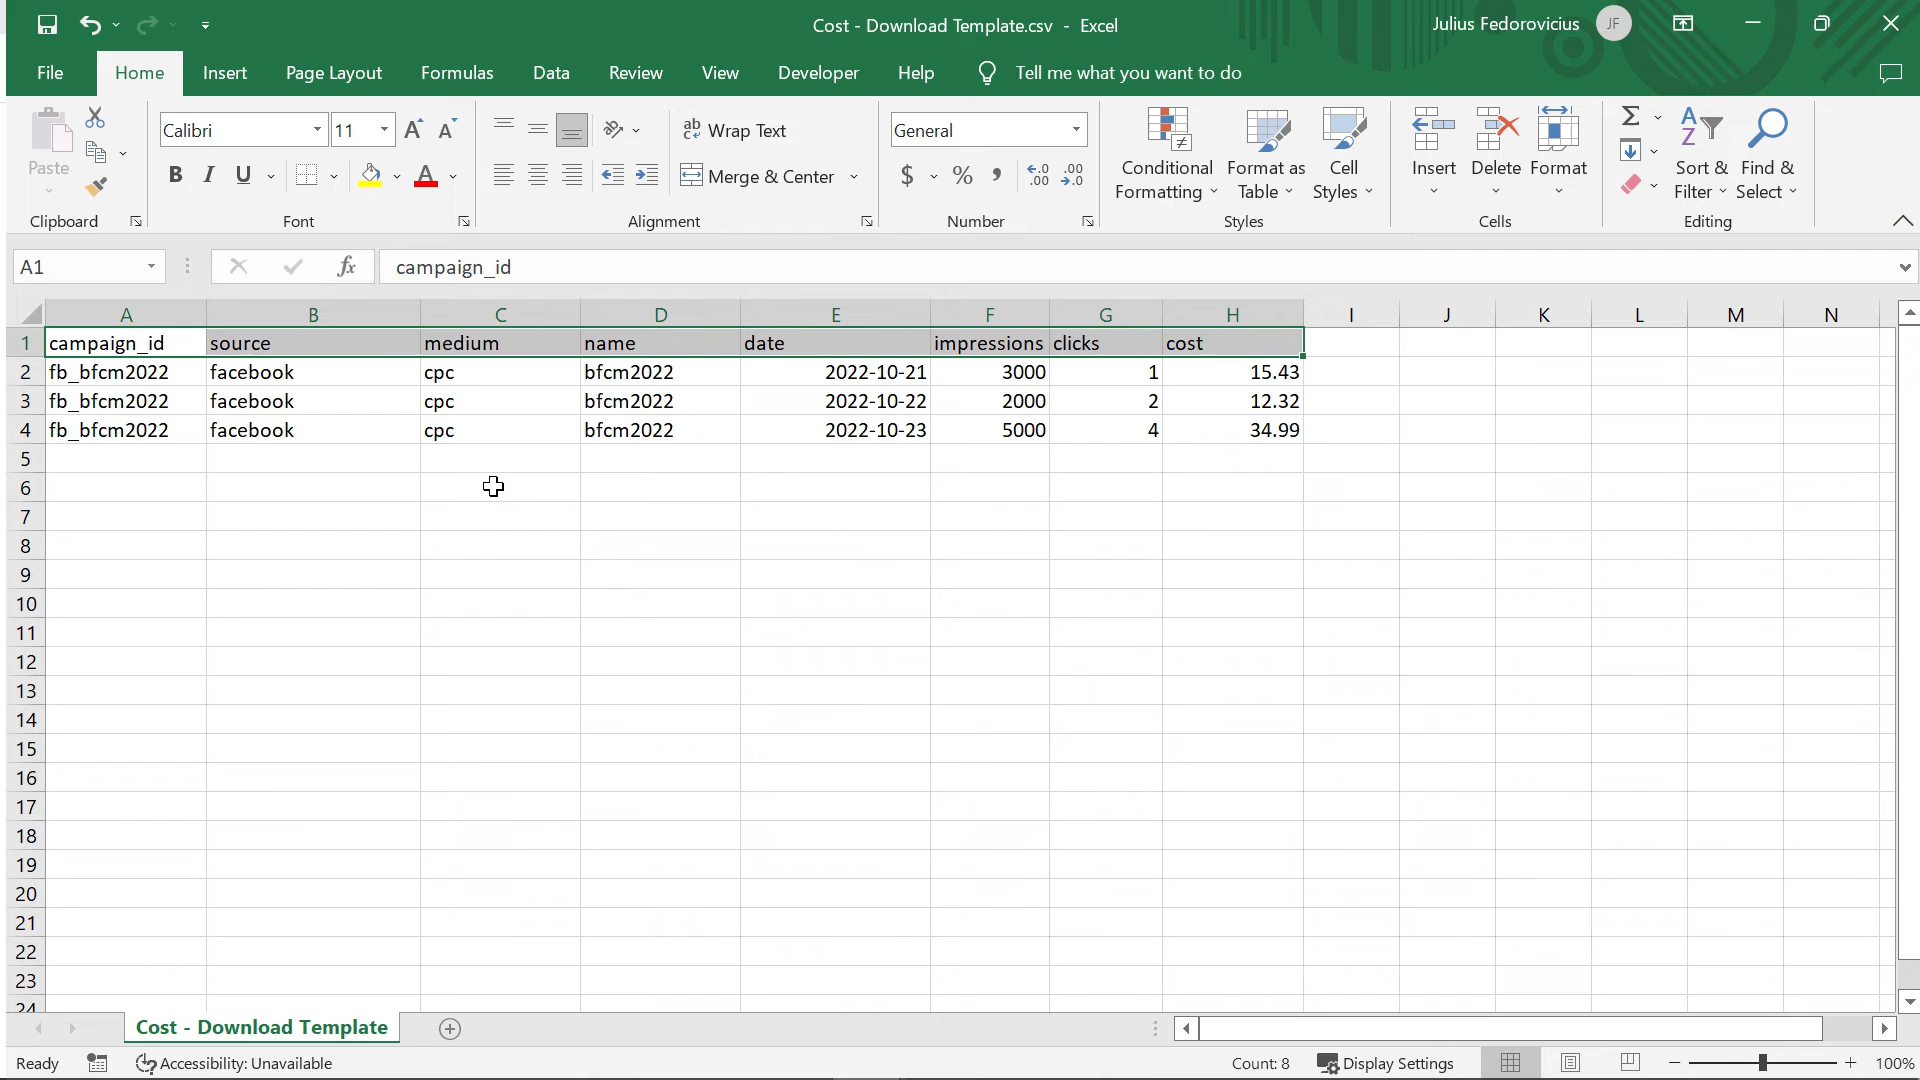 Cost - Download Template.csv - Excel
Julius Fedorovicius JF
File Home Insert Page Layout Formulas Data Review View Developer Help Tell me what you want to do
Calibri 11 Wrap Text General
Paste B I U Merge & Center $ % Conditional Formatting Format as Table Cell Styles Insert Delete Format Sort & Filter Find & Select
Clipboard Font Alignment Number Styles Cells Editing
A1 fx campaign_id
A B C D E F G H I J K L M N
1 campaign_id source medium name date impressions clicks cost
2 fb_bfcm2022 facebook cpc bfcm2022 2022-10-21 3000 1 15.43
3 fb_bfcm2022 facebook cpc bfcm2022 2022-10-22 2000 2 12.32
4 fb_bfcm2022 facebook cpc bfcm2022 2022-10-23 5000 4 34.99
5
6
7
8
9
10
11
12
13
14
15
16
17
18
19
20
21
22
23
24
Cost - Download Template
Ready Accessibility: Unavailable Count: 8 Display Settings 100%